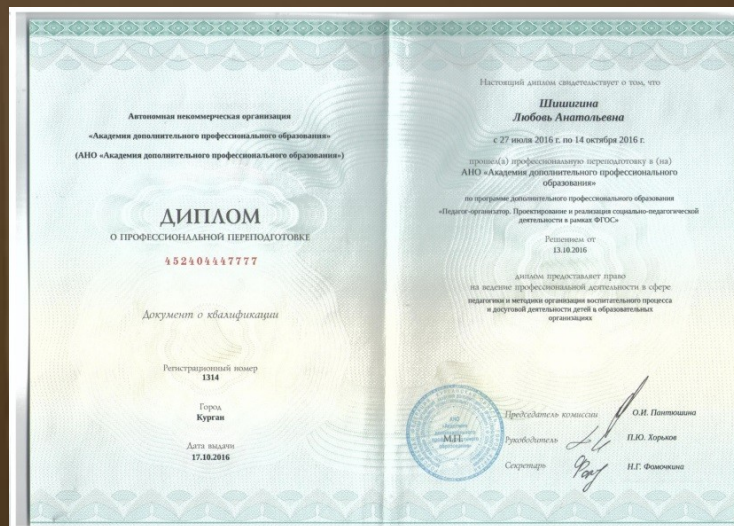 Автономная некоммерческая организация
«Академия дополнительного профессионального образования»
(АНО «Академия дополнительного профессионального образования»)
ДИПЛОМ
О ПРОФЕССИОНАЛЬНОЙ ПЕРЕПОДГОТОВКЕ
452404447777
Документ о квалификации
Регистрационный номер
1314
Город
Курган
Дата выдачи
17.10.2016
Настоящий диплом свидетельствует о том, что
Шишигина
Любовь Анатольевна
с 27 июля 2016 г. по 14 октября 2016 г.
прошел(а) профессиональную переподготовку в (на)
АНО «Академия дополнительного профессионального
образования»
по программе дополнительного профессионального образования
«Педагог-организатор. Проектирование и реализация социально-педагогической
деятельности в рамках ФГОС»
Решением от
13.10.2016
диплом предоставляет право
на ведение профессиональной деятельности в сфере
педагогики и методики организации воспитательного процесса
и досуговой деятельности детей в образовательных
организациях
Председатель комиссии О.И. Пантюшина
М.П. Руководитель П.Ю. Хорьков
Секретарь Н.Г. Фомочкина